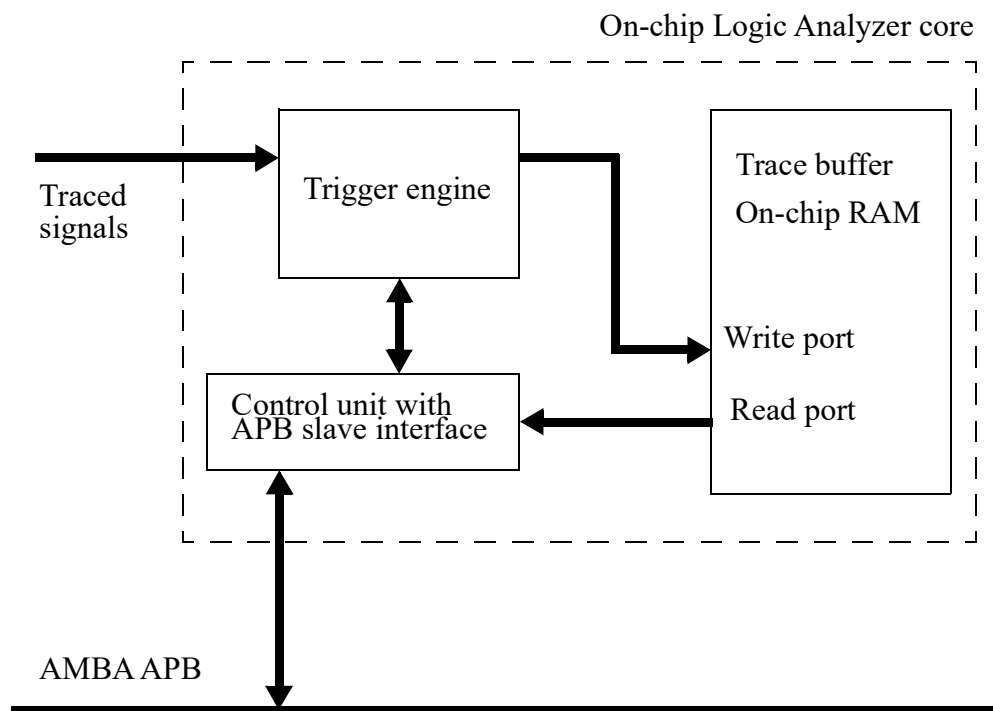 On-chip Logic Analyzer core
Traced
signals
Trigger engine
Trace buffer
On-chip RAM
Write port
Read port
Control unit with
APB slave interface
AMBA APB